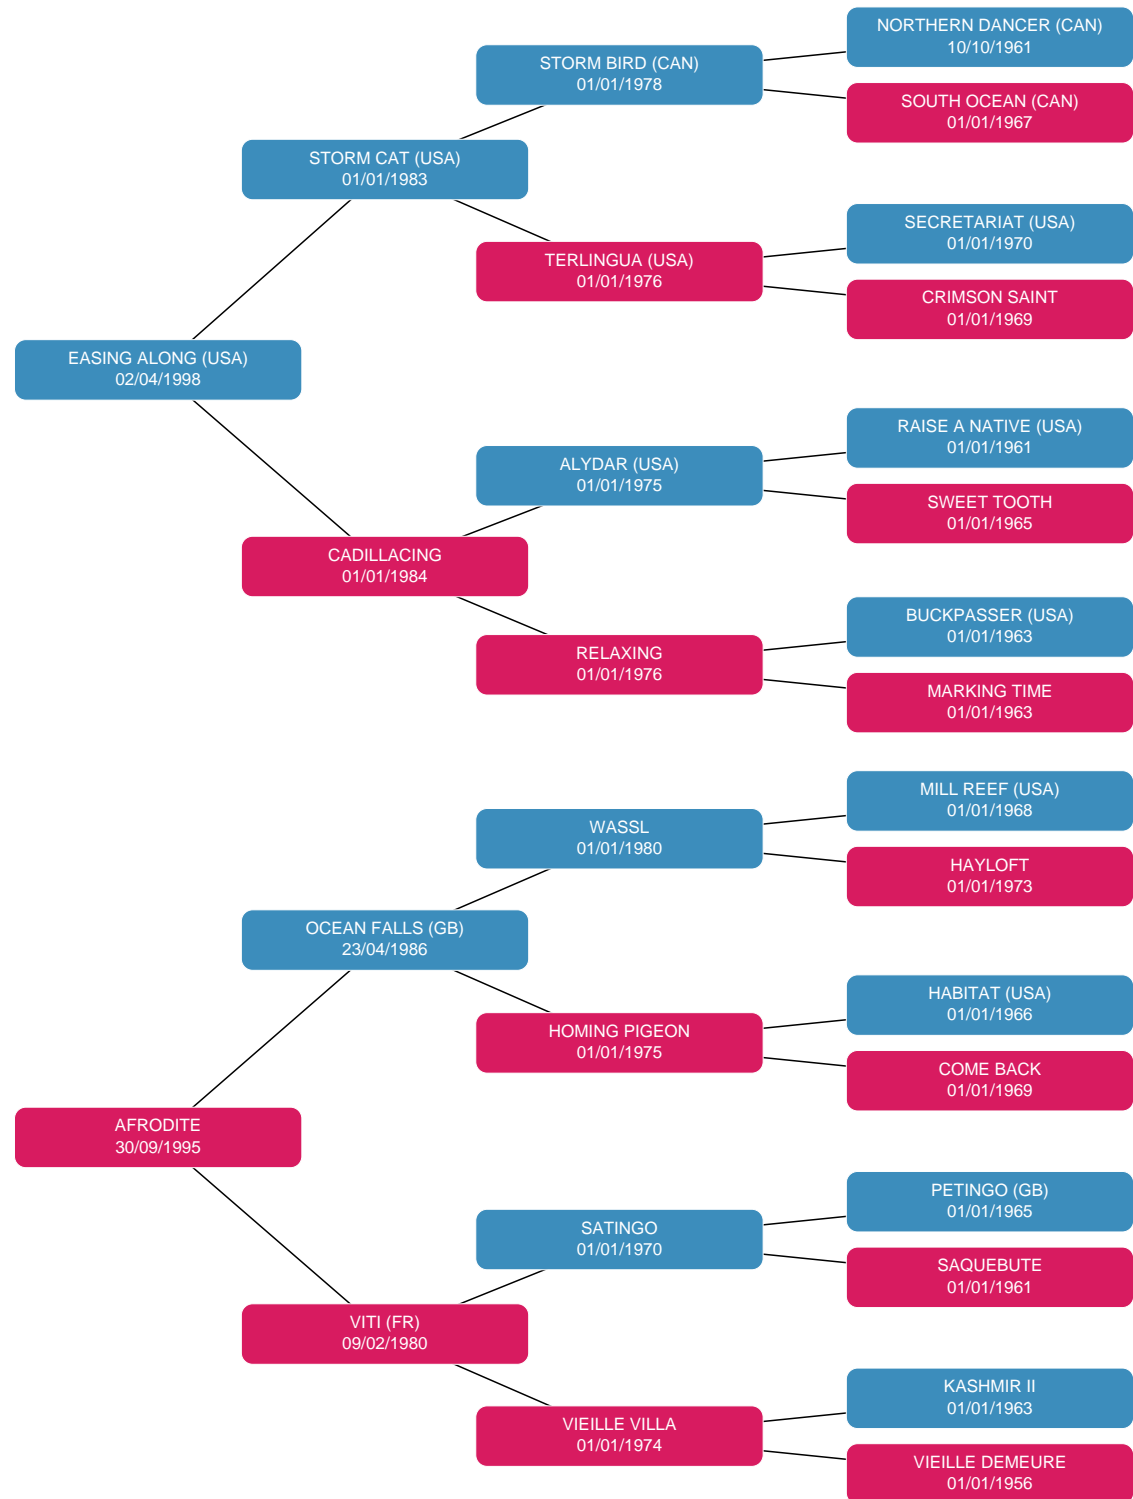 NORTHERN DANCER (CAN)
10/10/1961
STORM BIRD (CAN)
01/01/1978
SOUTH OCEAN (CAN)
01/01/1967
STORM CAT (USA)
01/01/1983
SECRETARIAT (USA)
01/01/1970
TERLINGUA (USA)
01/01/1976
CRIMSON SAINT
01/01/1969
EASING ALONG (USA)
02/04/1998
RAISE A NATIVE (USA)
01/01/1961
ALYDAR (USA)
01/01/1975
SWEET TOOTH
01/01/1965
CADILLACING
01/01/1984
BUCKPASSER (USA)
01/01/1963
RELAXING
01/01/1976
MARKING TIME
01/01/1963
MILL REEF (USA)
01/01/1968
WASSL
01/01/1980
HAYLOFT
01/01/1973
OCEAN FALLS (GB)
23/04/1986
HABITAT (USA)
01/01/1966
HOMING PIGEON
01/01/1975
COME BACK
01/01/1969
AFRODITE
30/09/1995
PETINGO (GB)
01/01/1965
SATINGO
01/01/1970
SAQUEBUTE
01/01/1961
VITI (FR)
09/02/1980
KASHMIR II
01/01/1963
VIEILLE VILLA
01/01/1974
VIEILLE DEMEURE
01/01/1956